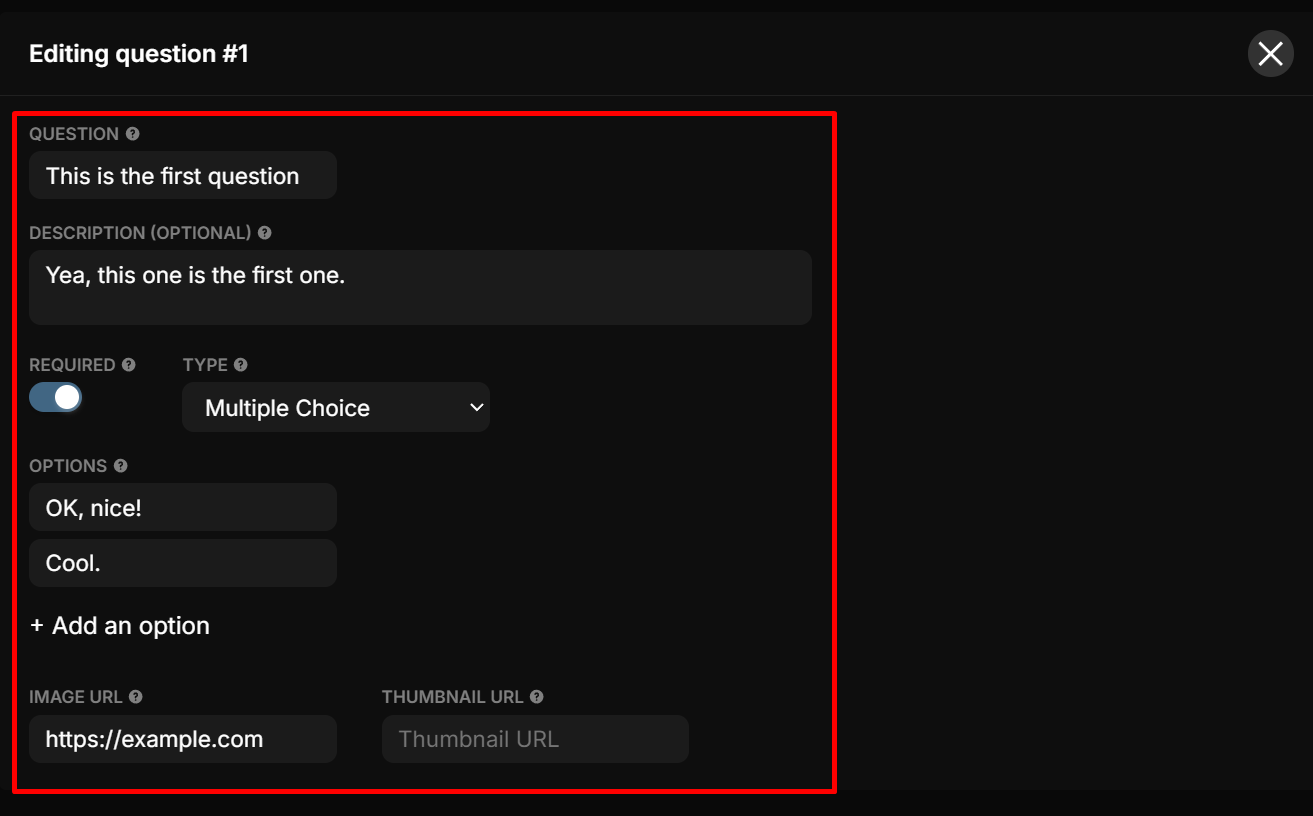 Editing question #1
QUESTION
This is the first question
DESCRIPTION (OPTIONAL)
Yea, this one is the first one.
REQUIRED TYPE
Multiple Choice
OPTIONS
OK, nice!
Cool.
+ Add an option
IMAGE URL THUMBNAIL URL
https://example.com Thumbnail URL